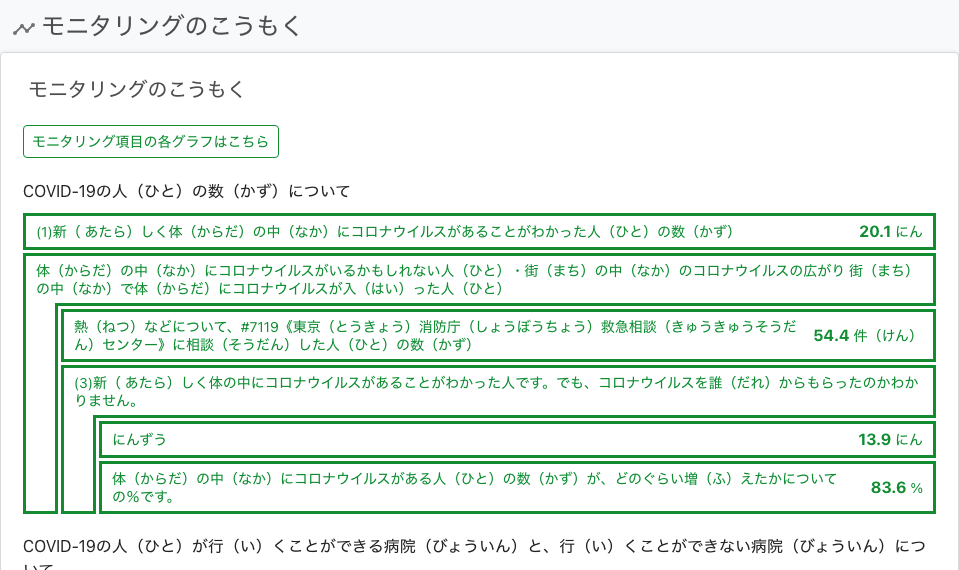 モニタリングのこうもく
モニタリングのこうもく
モニタリング項目の各グラフはこちら
COVID-19の人（ひと）の数（かず）について
(1)新（ あたら）しく体（からだ）の中（なか）にコロナウイルスがあることがわかった人（ひと）の数（かず） 20.1 にん
体（からだ）の中（なか）にコロナウイルスがいるかもしれない人（ひと）・街（まち）の中（なか）のコロナウイルスの広がり 街（まち）
の中（なか）で体（からだ）にコロナウイルスが入（はい）った人（ひと）
熱（ねつ）などについて、#7119《東京（とうきょう）消防庁（しょうぼうちょう）救急相談（きゅうきゅうそうだ
ん）センター》に相談（そうだん）した人（ひと）の数（かず） 54.4 件（けん）
(3)新（ あたら）しく体の中にコロナウイルスがあることがわかった人です。でも、コロナウイルスを誰（だれ）からもらったのかわか
りません。
にんずう 13.9 にん
体（からだ）の中（なか）にコロナウイルスがある人（ひと）の数（かず）が、どのぐらい増（ふ）えたかについて
の％です。 83.6 %
COVID-19の人（ひと）が行（い）くことができる病院（びょういん）と、行（い）くことができない病院（びょういん）につ
いて